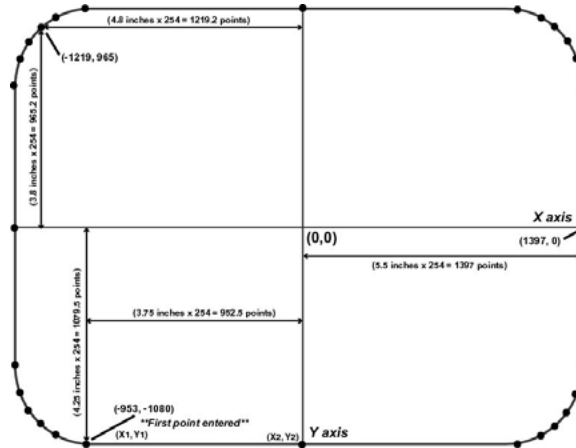 (4.8 inches x 254 = 1219.2 points)
(-1219, 965)
(3.8 inches x 254 = 965.2 points)
X axis
(0,0)
(1397, 0)
(5.5 inches x 254 = 1397 points)
(3.75 inches x 254 = 952.5 points)
(4.25 inches x 254 = 1079.5 points)
(-953, -1080)
**First point entered**
(X1, Y1)
(X2, Y2)
Y axis